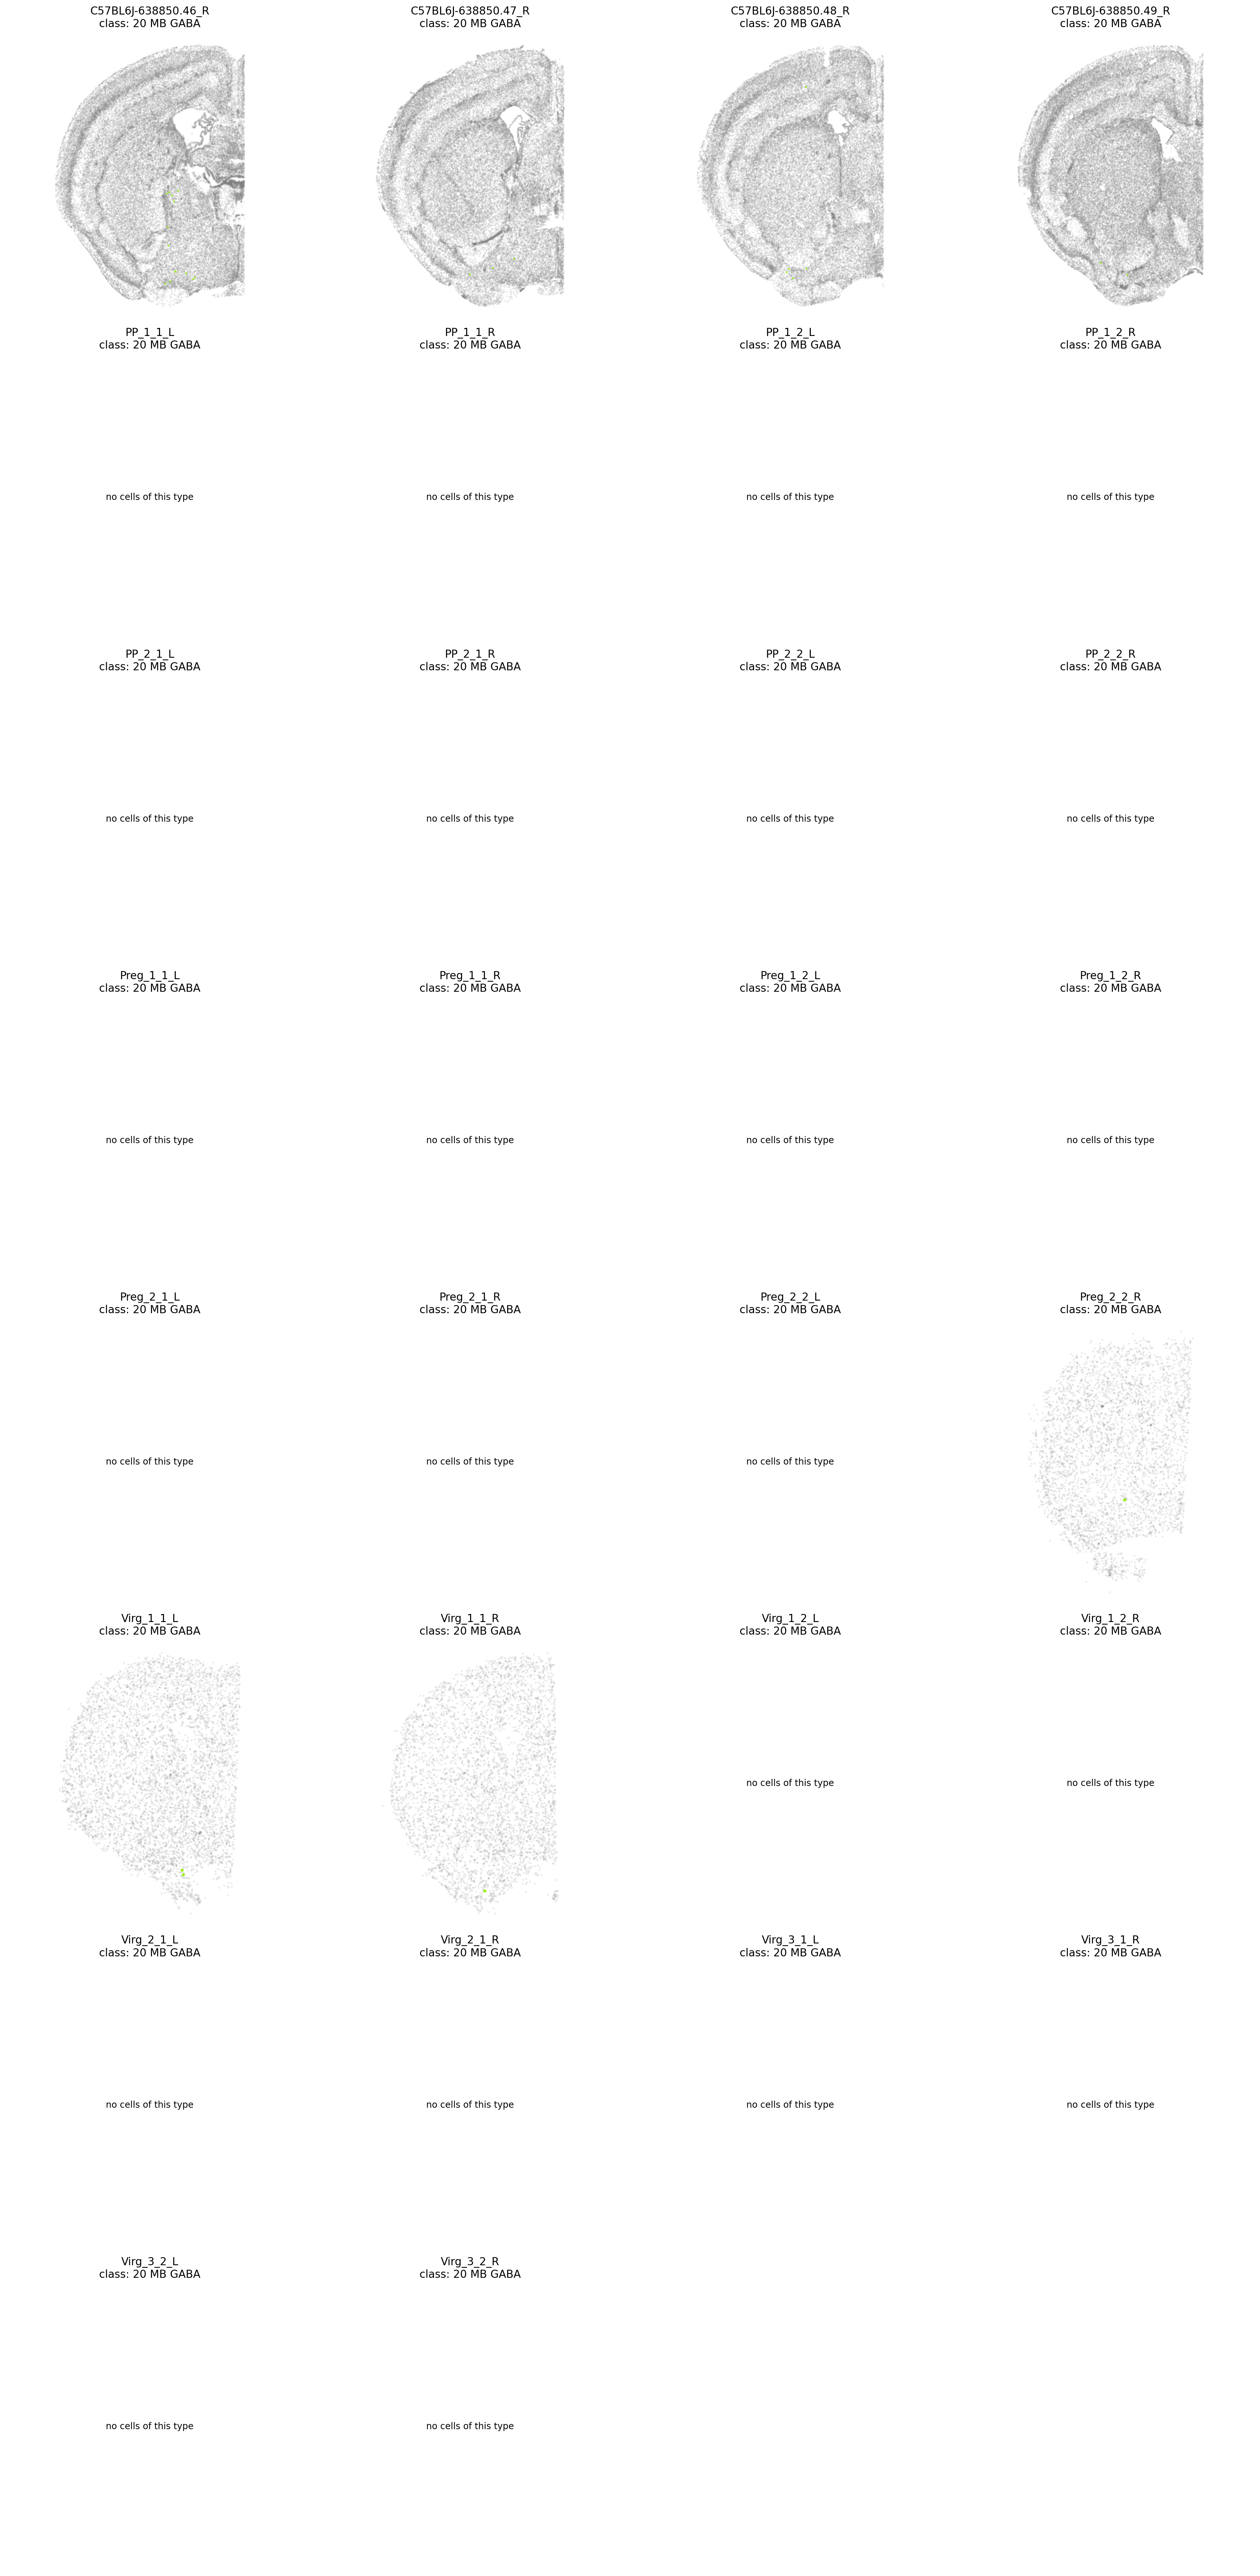 C57BL6J-638850.46_R
class: 20 MB GABA
C57BL6J-638850.47_R
class: 20 MB GABA
C57BL6J-638850.48_R
class: 20 MB GABA
C57BL6J-638850.49_R
class: 20 MB GABA
PP_1_1_L
class: 20 MB GABA
no cells of this type
PP_1_1_R
class: 20 MB GABA
no cells of this type
PP_1_2_L
class: 20 MB GABA
no cells of this type
PP_1_2_R
class: 20 MB GABA
no cells of this type
PP_2_1_L
class: 20 MB GABA
no cells of this type
PP_2_1_R
class: 20 MB GABA
no cells of this type
PP_2_2_L
class: 20 MB GABA
no cells of this type
PP_2_2_R
class: 20 MB GABA
no cells of this type
Preg_1_1_L
class: 20 MB GABA
no cells of this type
Preg_1_1_R
class: 20 MB GABA
no cells of this type
Preg_1_2_L
class: 20 MB GABA
no cells of this type
Preg_1_2_R
class: 20 MB GABA
no cells of this type
Preg_2_1_L
class: 20 MB GABA
no cells of this type
Preg_2_1_R
class: 20 MB GABA
no cells of this type
Preg_2_2_L
class: 20 MB GABA
no cells of this type
Preg_2_2_R
class: 20 MB GABA
Virg_1_1_L
class: 20 MB GABA
Virg_1_1_R
class: 20 MB GABA
Virg_1_2_L
class: 20 MB GABA
no cells of this type
Virg_1_2_R
class: 20 MB GABA
no cells of this type
Virg_2_1_L
class: 20 MB GABA
no cells of this type
Virg_2_1_R
class: 20 MB GABA
no cells of this type
Virg_3_1_L
class: 20 MB GABA
no cells of this type
Virg_3_1_R
class: 20 MB GABA
no cells of this type
Virg_3_2_L
class: 20 MB GABA
no cells of this type
Virg_3_2_R
class: 20 MB GABA
no cells of this type